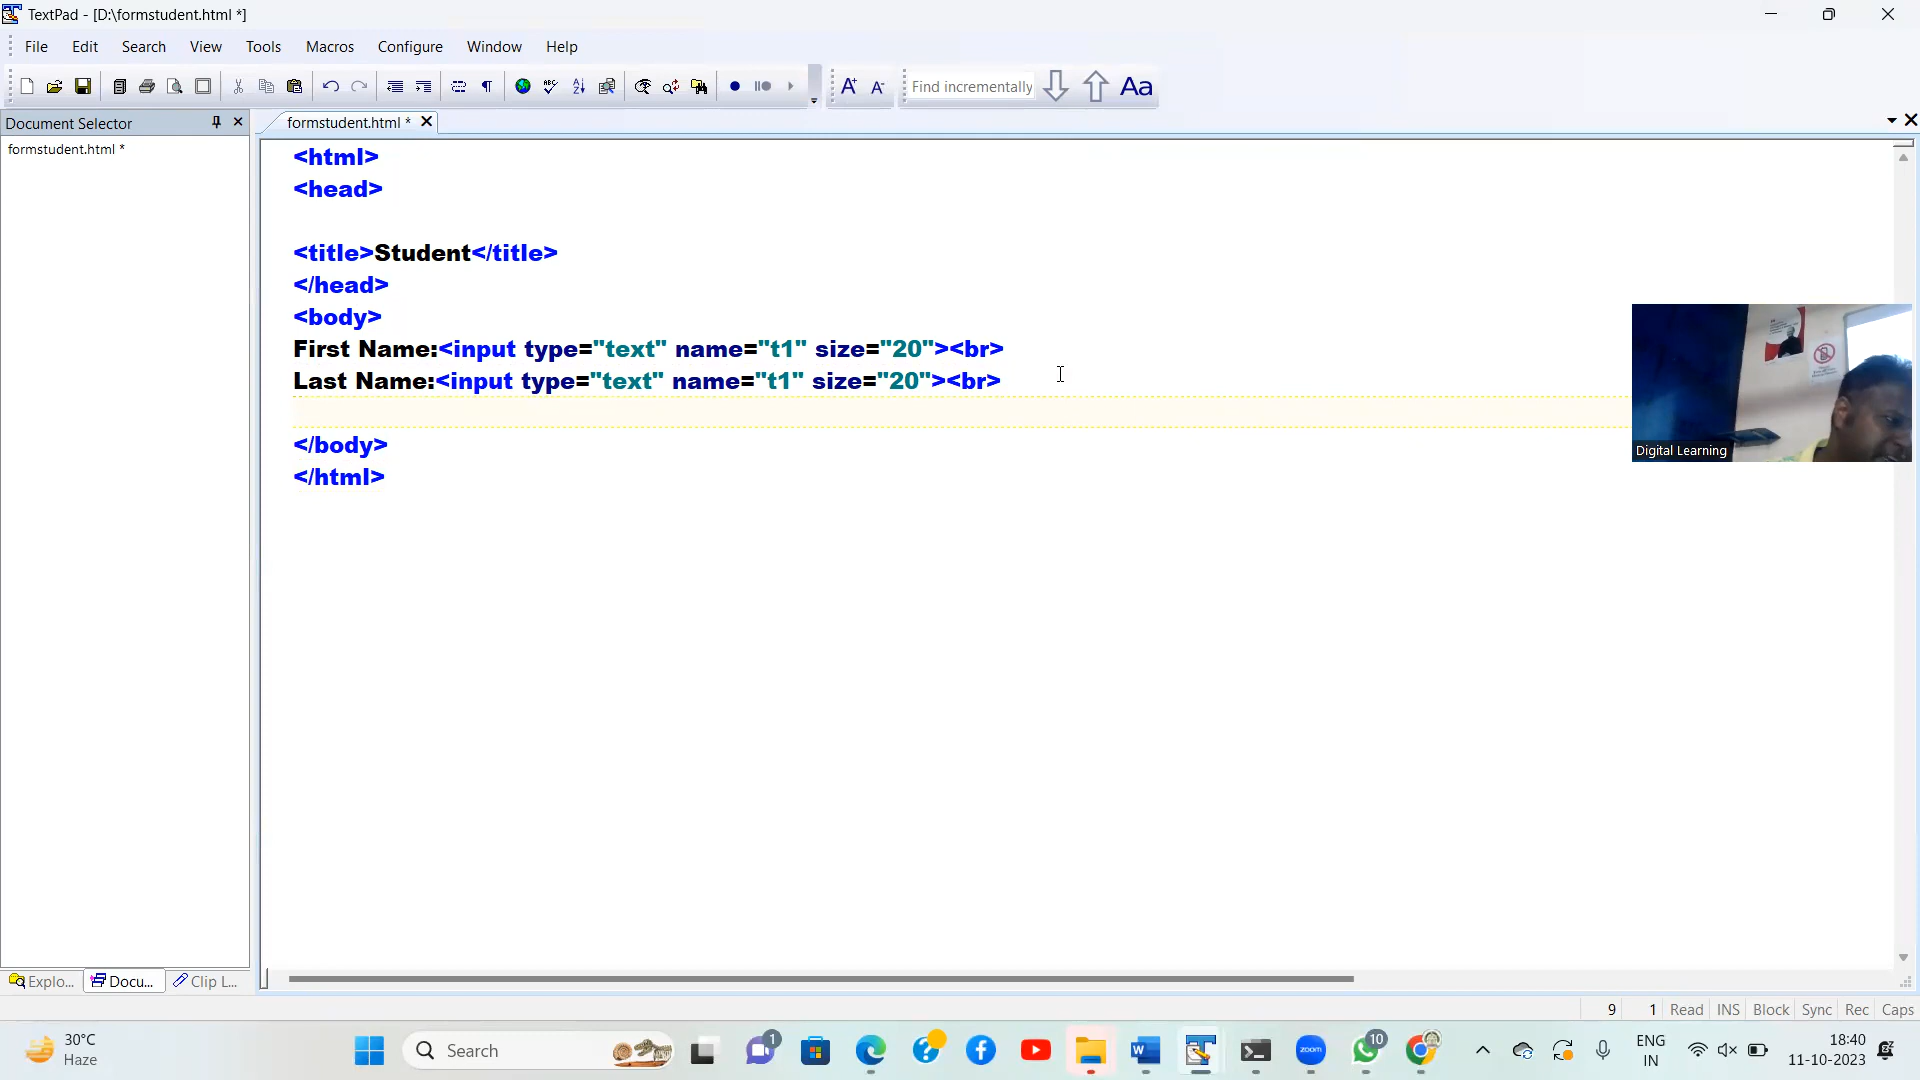 TextPad - [D:\formstudent.html *]
File Edit Search View Tools Macros Configure Window Help
Find incrementally
Document Selector
formstudent.html *
formstudent.html *
<html>
<head>
<title>Student</title>
</head>
<body>
First Name:<input type="text" name="t1" size="20"><br>
Last Name:<input type="text" name="t1" size="20"><br>
</body>
</html>
Digital Learning
Explo... Docu... Clip L...
9 1 Read INS Block Sync Rec Caps
30°C
Haze
Search
1
zoom
10
ENG
IN
18:40
11-10-2023